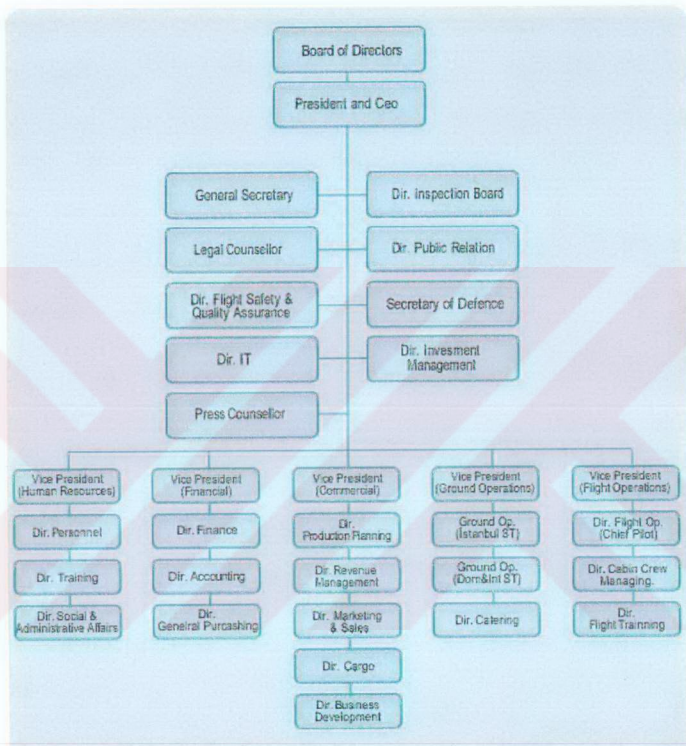 Board of Directors
President and Ceo
General Secretary
Dir. Inspection Board
Legal Counsellor
Dir. Public Relation
Dir. Flight Safety &
Quality Assurance
Secretary of Defence
Dir. IT
Dir. Invesment
Management
Press Counsellor
Vice President
(Human Resources)
Vice President
(Financial)
Vice President
(Commercial)
Vice President
(Ground Operations)
Vice President
(Flight Operations)
Dir. Personnel
Dir. Finance
Dir.
Production Planning
Ground Op.
(İstanbul ST)
Dir. Flight Op.
(Chief Pilot)
Dir. Training
Dir. Accounting
Dir. Revenue
Management
Ground Op.
(Dom&Int ST)
Dir. Cabin Crew
Managing.
Dir. Social &
Administrative Affairs
Dir.
General Purcashing
Dir. Marketing
& Sales
Dir. Catering
Dir.
Flight Trainning
Dir. Cargo
Dir. Business
Development